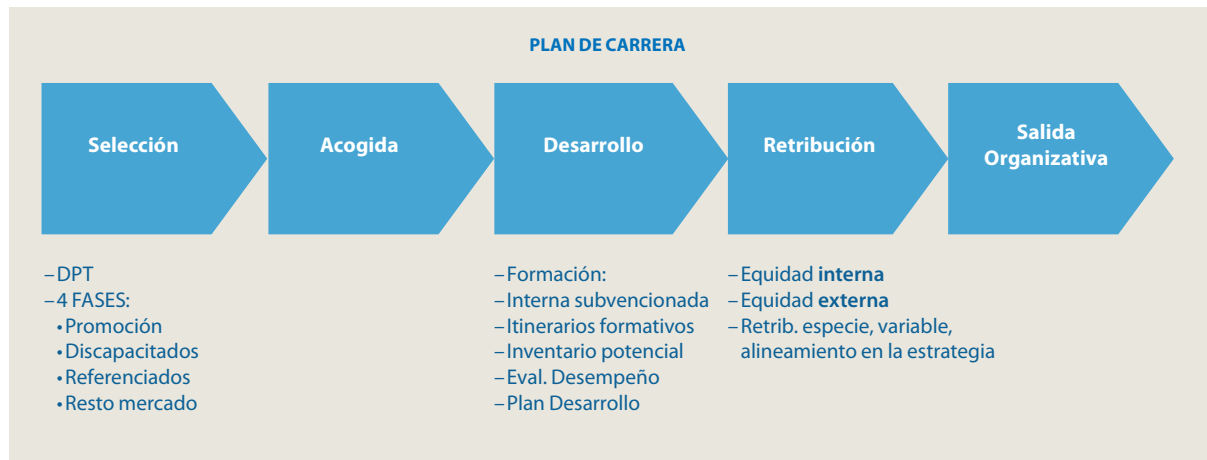 PLAN DE CARRERA
Selección
Acogida
Desarrollo
Retribución
Salida
Organizativa
–DPT
–4 FASES:
•Promoción
•Discapacitados
•Referenciados
•Resto mercado
–Formación:
–Interna subvencionada
–Itinerarios formativos
–Inventario potencial
–Eval. Desempeño
–Plan Desarrollo
–Equidad interna
–Equidad externa
–Retrib. especie, variable,
alineamiento en la estrategia